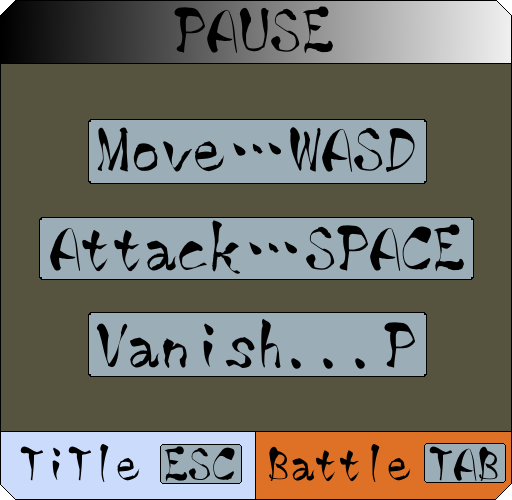 PAUSE
Move…WASD
Attack…SPACE
Vanish...P
TiTle ESC Battle TAB